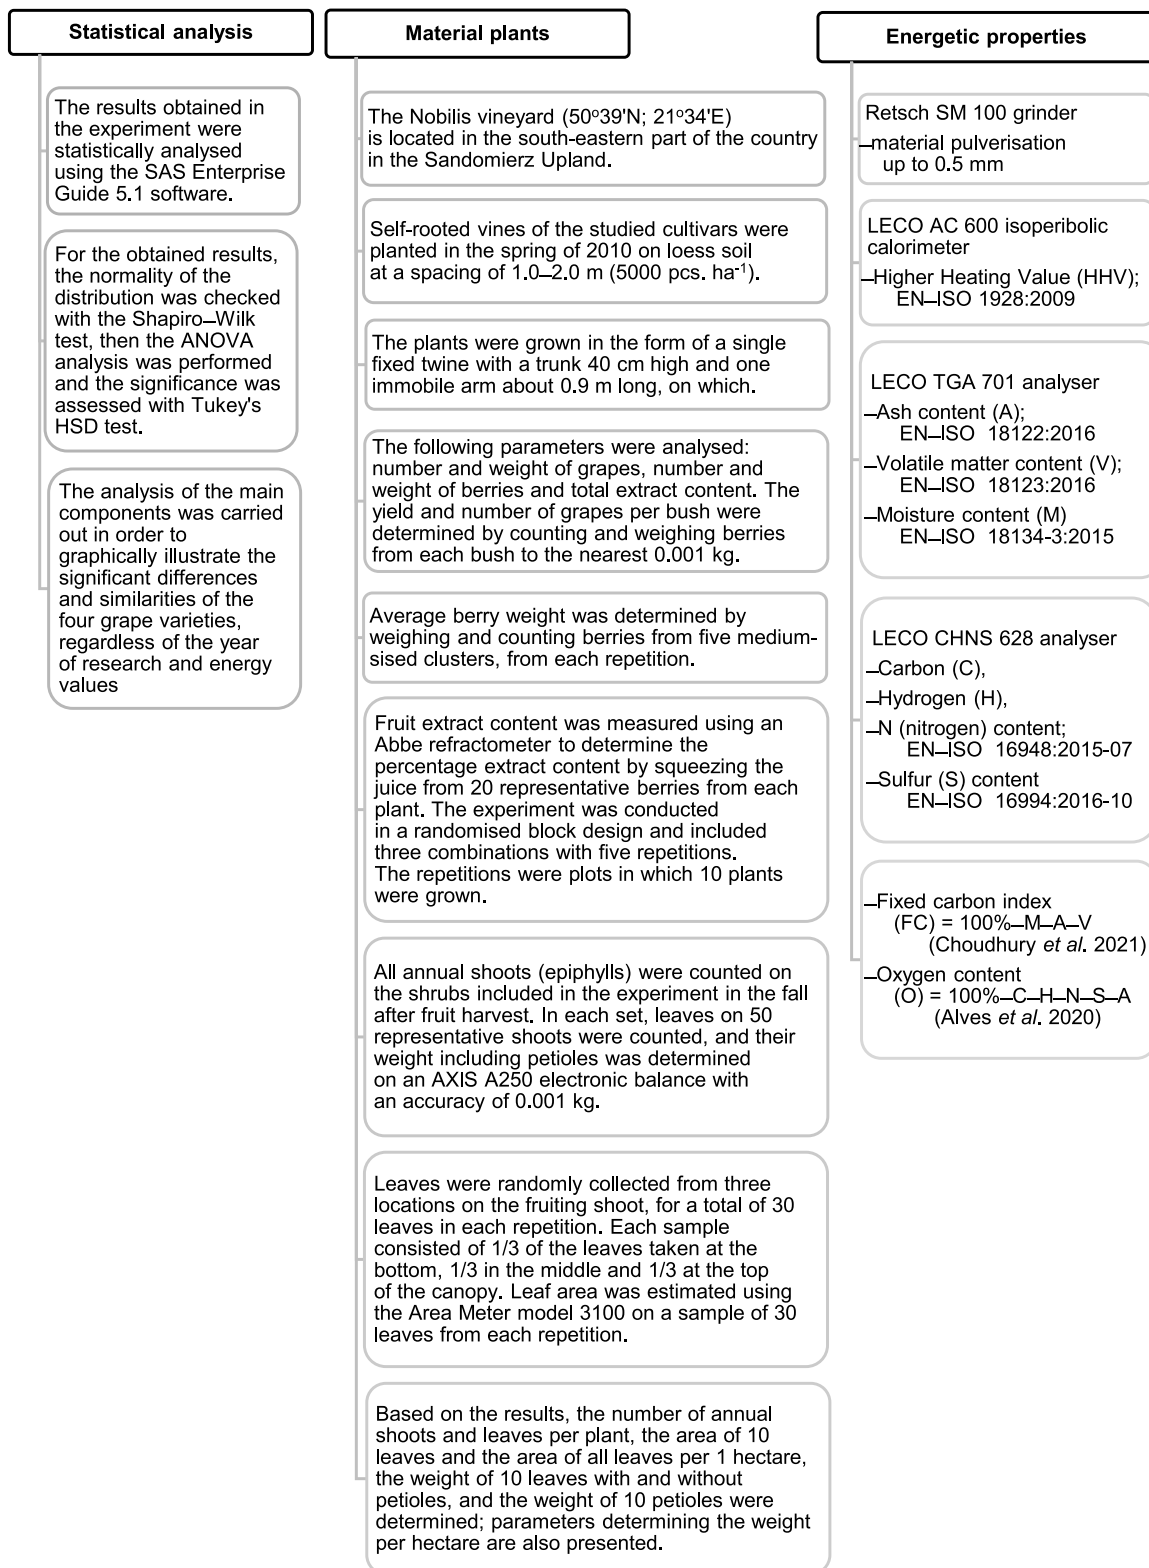 Statistical analysis
The results obtained in
the experiment were
statistically analysed
using the SAS Enterprise
Guide 5.1 software.
For the obtained results,
the normality of the
distribution was checked
with the Shapiro–Wilk
test, then the ANOVA
analysis was performed
and the significance was
assessed with Tukey's
HSD test.
The analysis of the main
components was carried
out in order to
graphically illustrate the
significant differences
and similarities of the
four grape varieties,
regardless of the year
of research and energy
values
Material plants
The Nobilis vineyard (50º39'N; 21º34'E)
is located in the south-eastern part of the country
in the Sandomierz Upland.
Self-rooted vines of the studied cultivars were
planted in the spring of 2010 on loess soil
at a spacing of 1.0–2.0 m (5000 pcs. ha⁻¹).
The plants were grown in the form of a single
fixed twine with a trunk 40 cm high and one
immobile arm about 0.9 m long, on which.
The following parameters were analysed:
number and weight of grapes, number and
weight of berries and total extract content. The
yield and number of grapes per bush were
determined by counting and weighing berries
from each bush to the nearest 0.001 kg.
Average berry weight was determined by
weighing and counting berries from five medium-
sised clusters, from each repetition.
Fruit extract content was measured using an
Abbe refractometer to determine the
percentage extract content by squeezing the
juice from 20 representative berries from each
plant. The experiment was conducted
in a randomised block design and included
three combinations with five repetitions.
The repetitions were plots in which 10 plants
were grown.
All annual shoots (epiphylls) were counted on
the shrubs included in the experiment in the fall
after fruit harvest. In each set, leaves on 50
representative shoots were counted, and their
weight including petioles was determined
on an AXIS A250 electronic balance with
an accuracy of 0.001 kg.
Leaves were randomly collected from three
locations on the fruiting shoot, for a total of 30
leaves in each repetition. Each sample
consisted of 1/3 of the leaves taken at the
bottom, 1/3 in the middle and 1/3 at the top
of the canopy. Leaf area was estimated using
the Area Meter model 3100 on a sample of 30
leaves from each repetition.
Based on the results, the number of annual
shoots and leaves per plant, the area of 10
leaves and the area of all leaves per 1 hectare,
the weight of 10 leaves with and without
petioles, and the weight of 10 petioles were
determined; parameters determining the weight
per hectare are also presented.
Energetic properties
Retsch SM 100 grinder
–material pulverisation
up to 0.5 mm
LECO AC 600 isoperibolic
calorimeter
–Higher Heating Value (HHV);
EN–ISO 1928:2009
LECO TGA 701 analyser
–Ash content (A);
EN–ISO 18122:2016
–Volatile matter content (V);
EN–ISO 18123:2016
–Moisture content (M)
EN–ISO 18134-3:2015
LECO CHNS 628 analyser
–Carbon (C),
–Hydrogen (H),
–N (nitrogen) content;
EN–ISO 16948:2015-07
–Sulfur (S) content
EN–ISO 16994:2016-10
–Fixed carbon index
(FC) = 100%–M–A–V
(Choudhury et al. 2021)
–Oxygen content
(O) = 100%–C–H–N–S–A
(Alves et al. 2020)